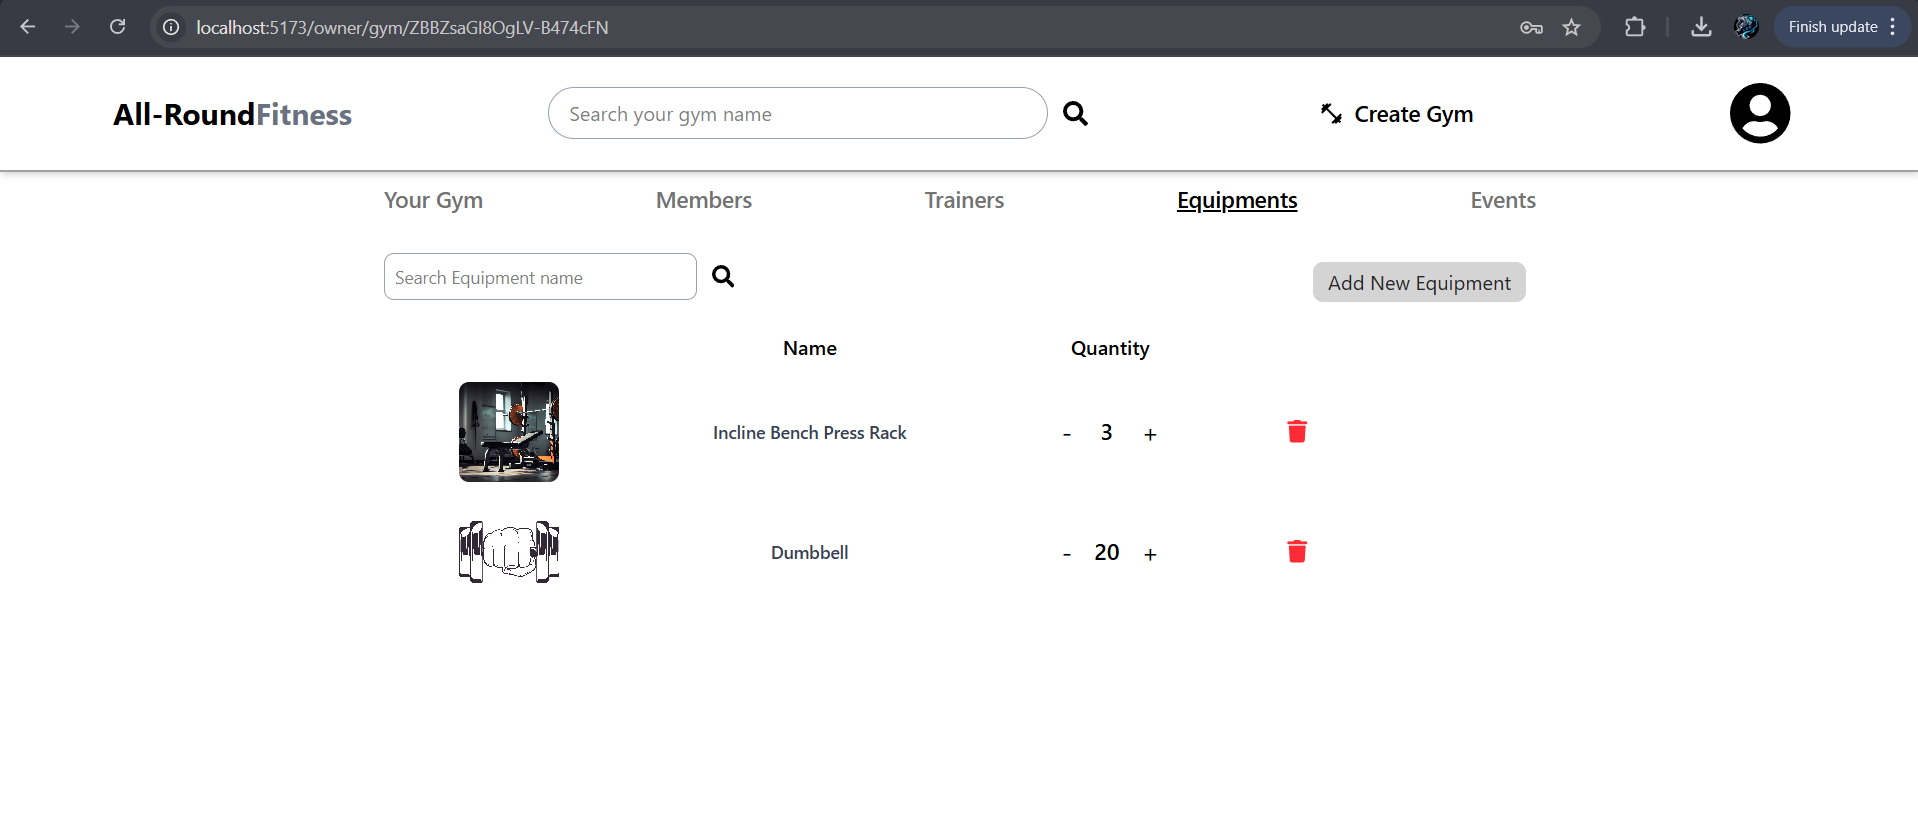 localhost:5173/owner/gym/ZBBZsaGl8OgLV-B474cFN
Finish update
All-RoundFitness
Search your gym name
Create Gym
Your Gym
Members
Trainers
Equipments
Events
Search Equipment name
Add New Equipment
Name
Quantity
Incline Bench Press Rack
- 3 +
Dumbbell
- 20 +